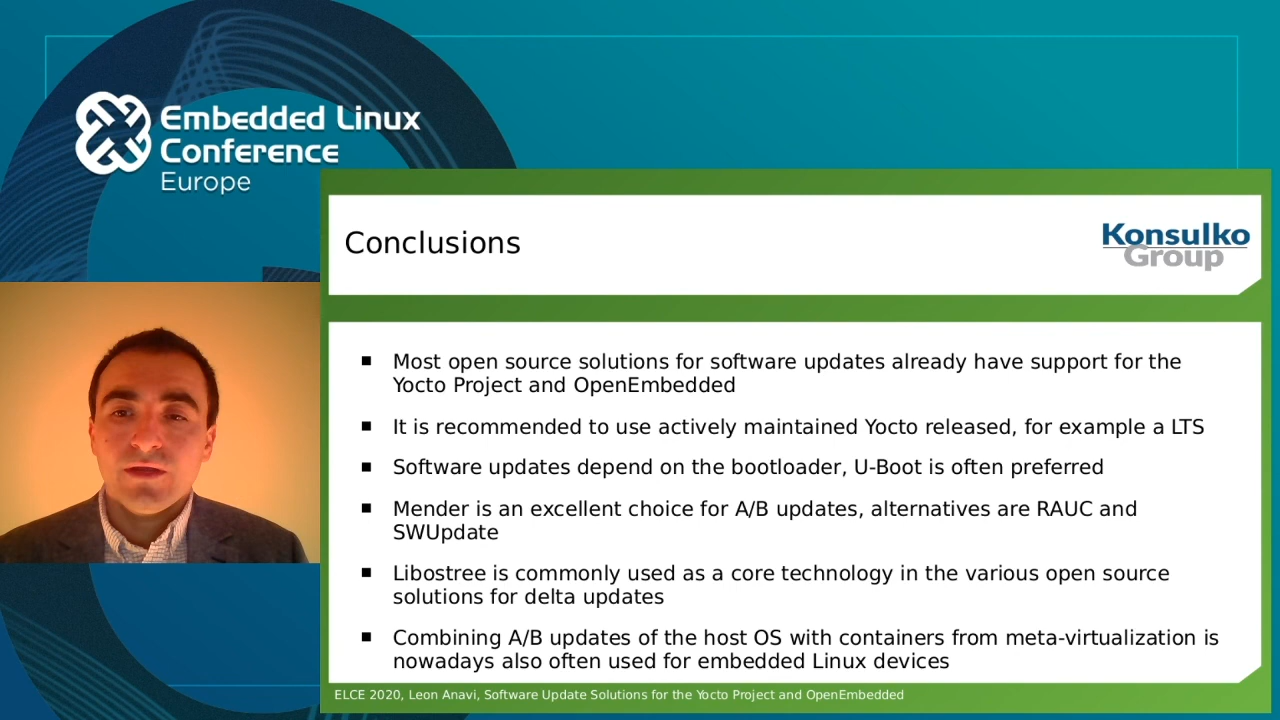 Embedded Linux
Conference
Europe
Conclusions
Konsulko
Group
Most open source solutions for software updates already have support for the
Yocto Project and OpenEmbedded
It is recommended to use actively maintained Yocto released, for example a LTS
Software updates depend on the bootloader, U-Boot is often preferred
Mender is an excellent choice for A/B updates, alternatives are RAUC and
SWUpdate
Libostree is commonly used as a core technology in the various open source
solutions for delta updates
Combining A/B updates of the host OS with containers from meta-virtualization is
nowadays also often used for embedded Linux devices
ELCE 2020, Leon Anavi, Software Update Solutions for the Yocto Project and OpenEmbedded